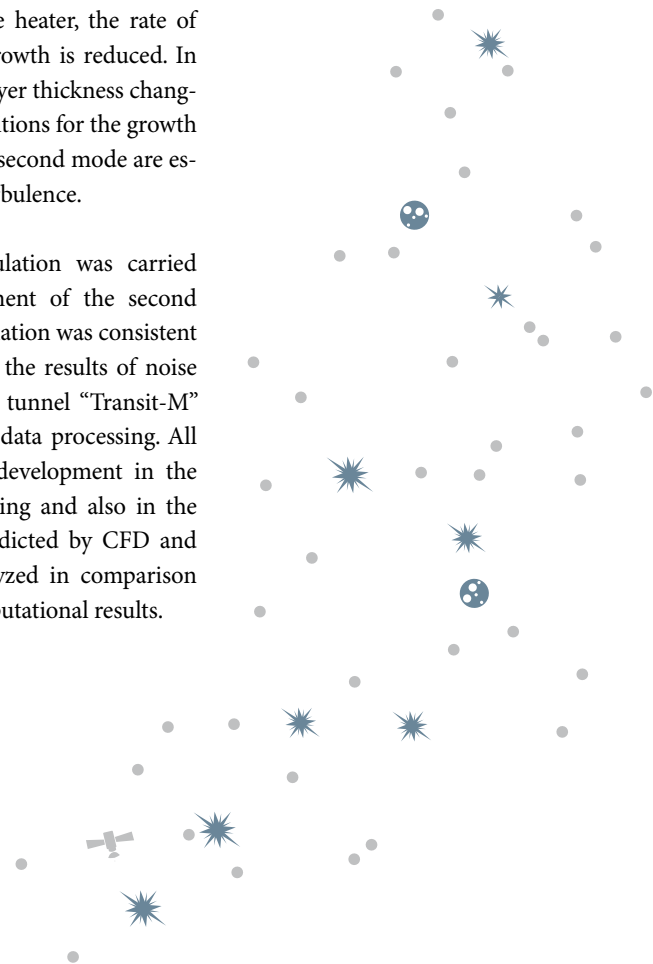 e heater, the rate of
rowth is reduced. In
yer thickness chang-
tions for the growth
second mode are es-
bulence.
ulation was carried
nent of the second
ation was consistent
the results of noise
tunnel “Transit-M”
data processing. All
development in the
ing and also in the
dicted by CFD and
yzed in comparison
putational results.